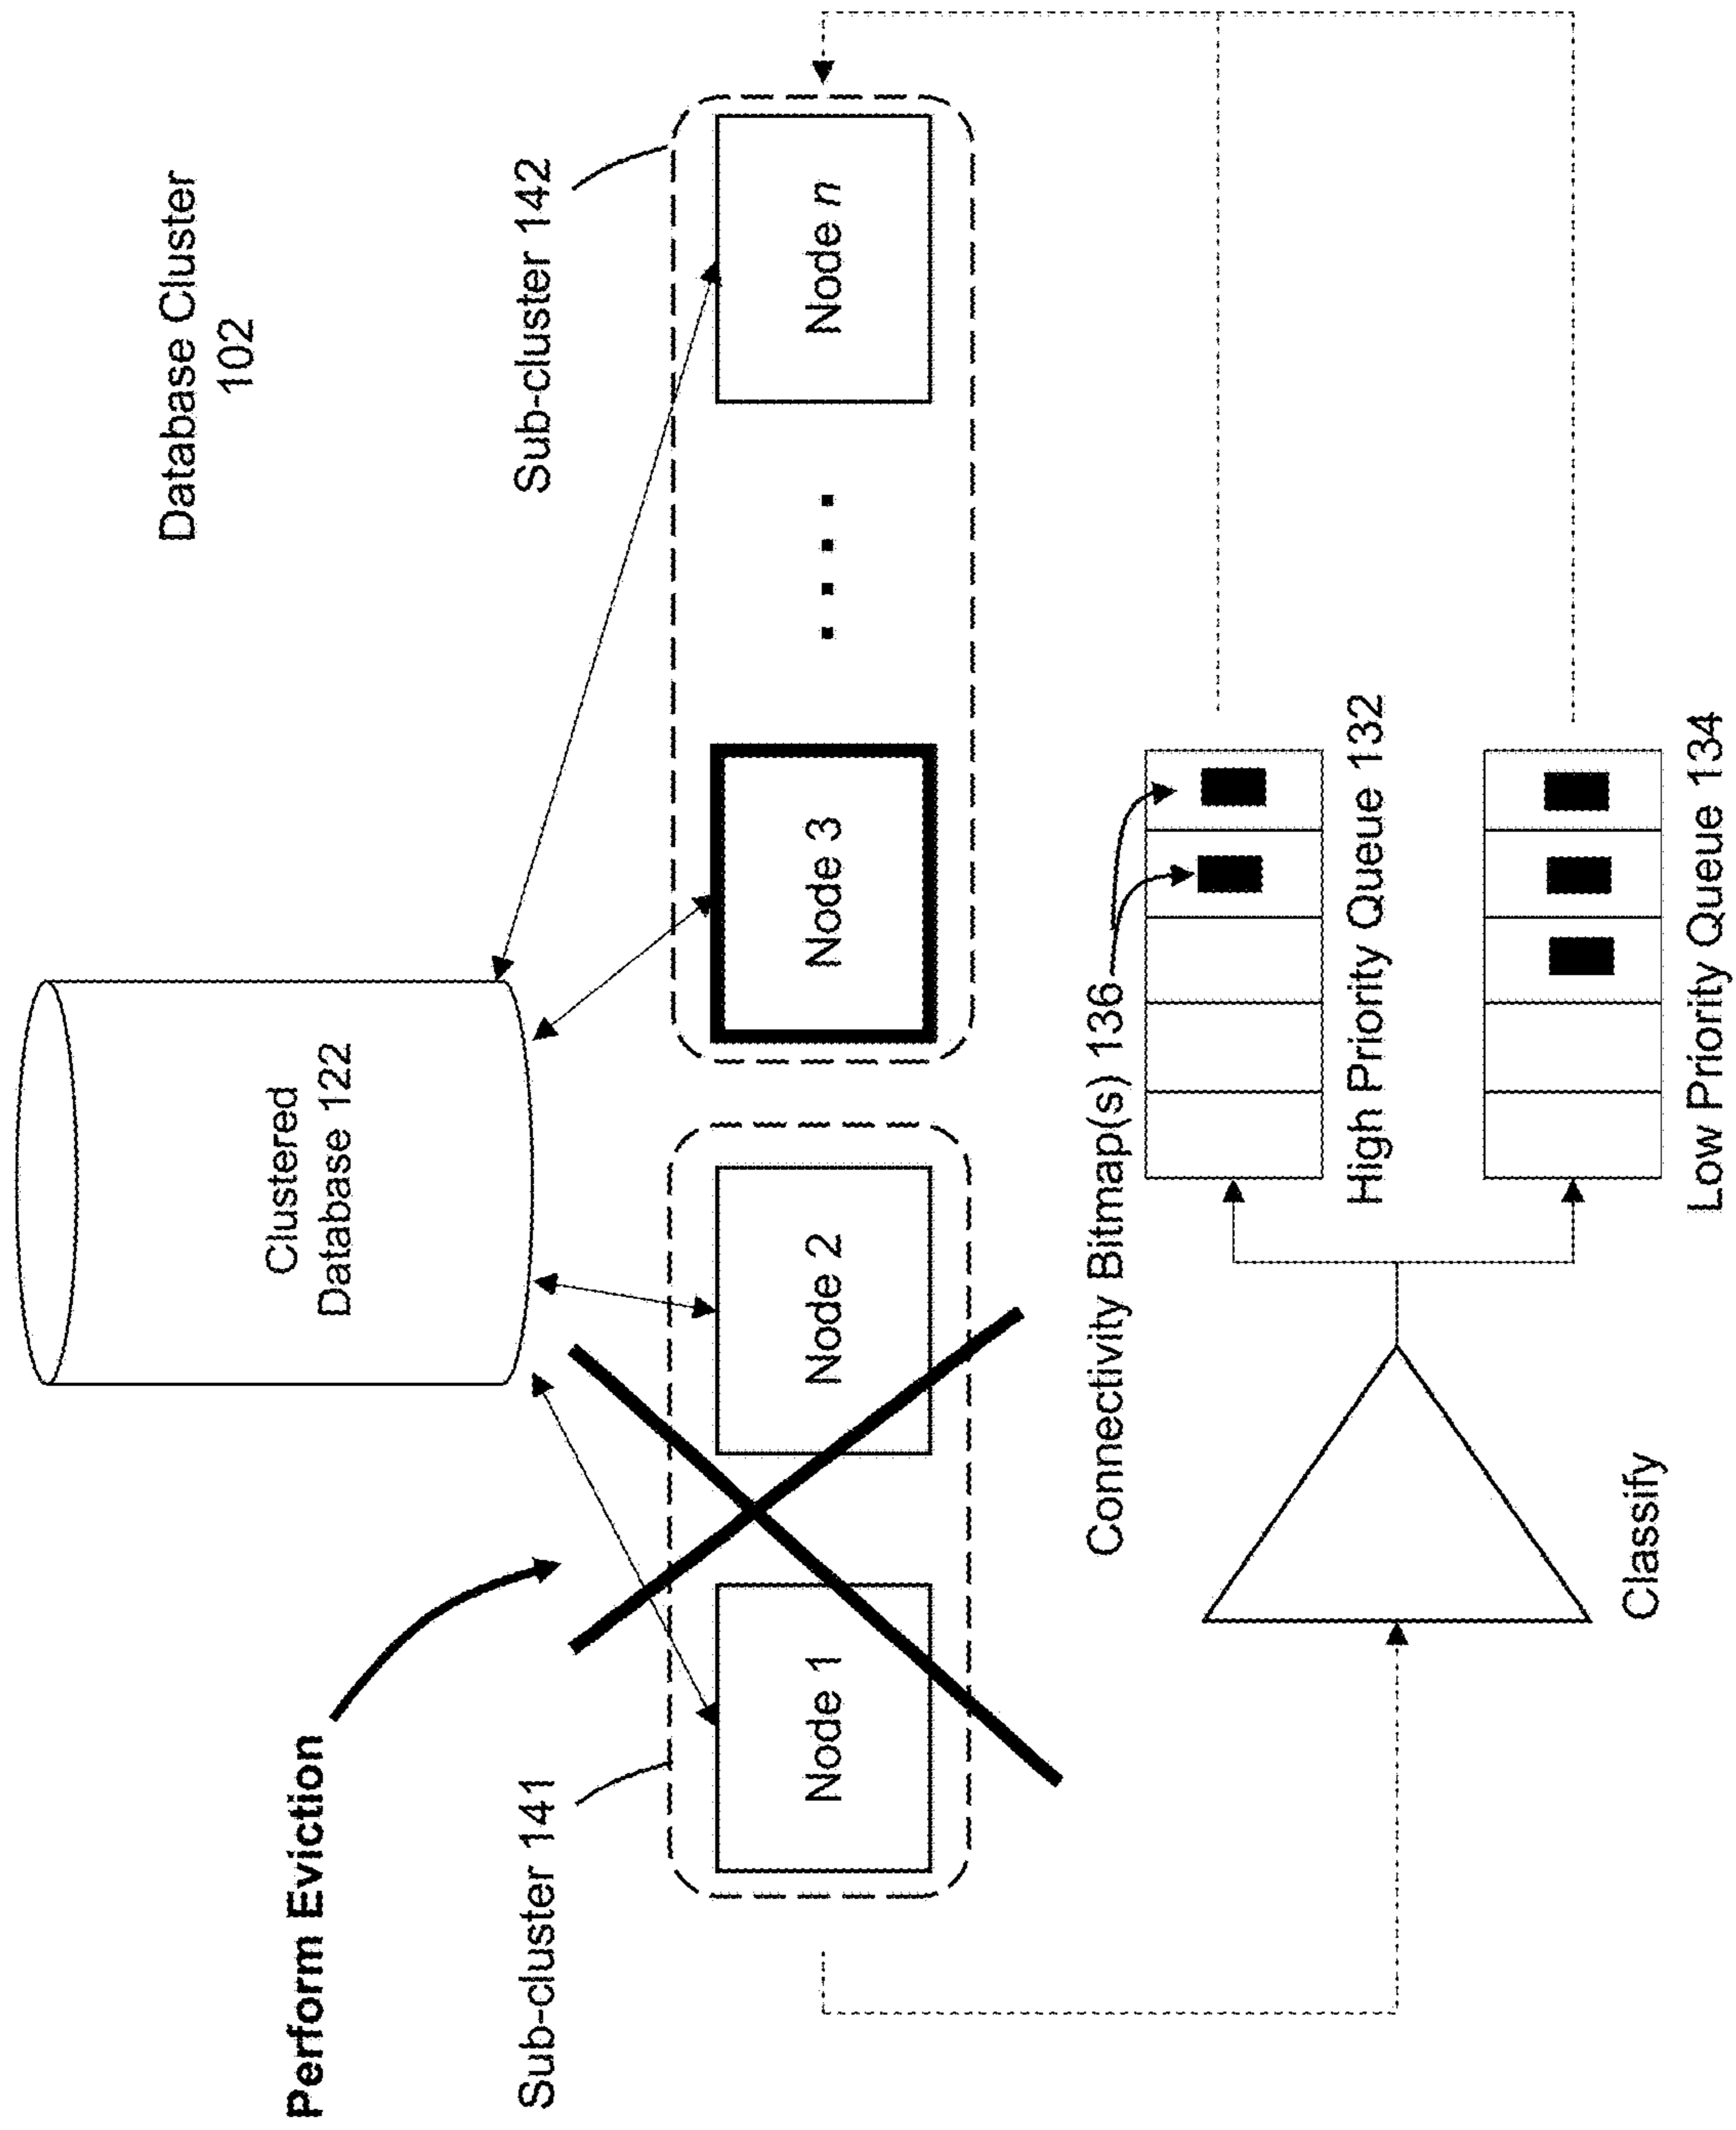 Database Cluster
102
Clustered
Database 122
Perform Eviction
Sub-cluster 141
Sub-cluster 142
Node 1
Node 2
Node 3
Node n
Connectivity Bitmap(s) 136
High Priority Queue 132
Classify
Low Priority Queue 134